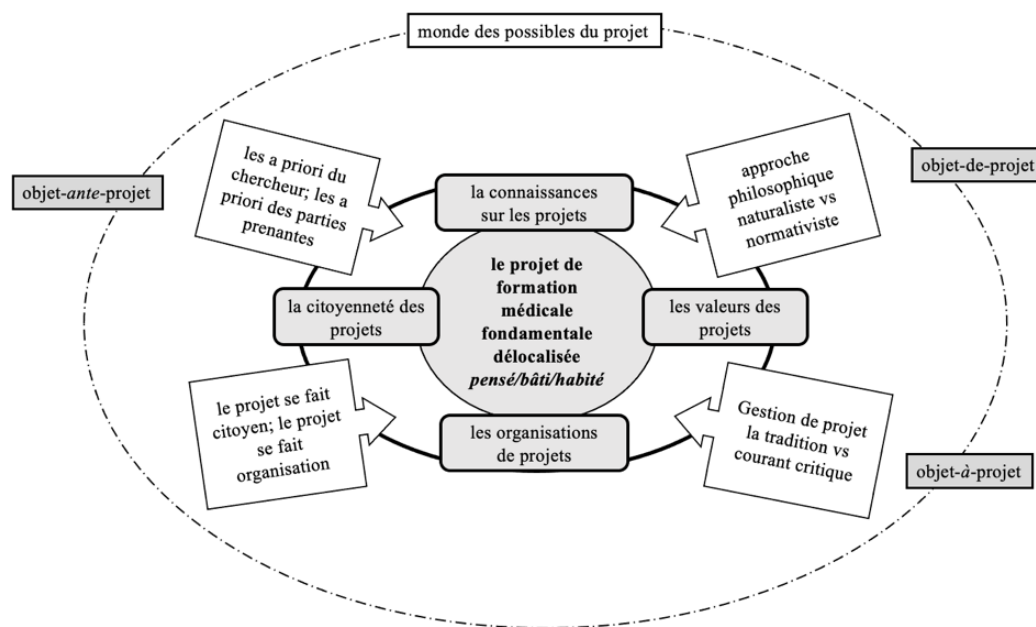 monde des possibles du projet
les a priori du
chercheur; les a
priori des parties
prenantes
approche
philosophique
naturaliste vs
normativiste
objet-ante-projet
objet-de-projet
la connaissances
sur les projets
le projet de
formation
médicale
fondamentale
délocalisée
pensé/bâti/habité
la citoyenneté des
projets
les valeurs des
projets
le projet se fait
citoyen; le projet
se fait
organisation
les organisations
de projets
Gestion de projet
la tradition vs
courant critique
objet-à-projet